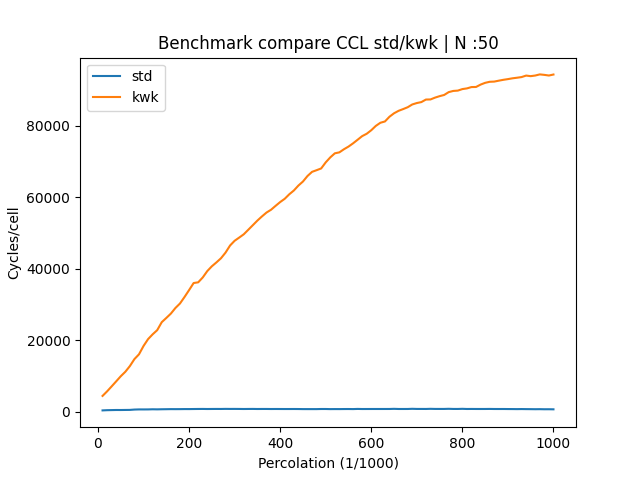 Benchmark compare CCL std/kwk | N :50
std
kwk
Cycles/cell
80000
60000
40000
20000
0
0 200 400 600 800 1000
Percolation (1/1000)